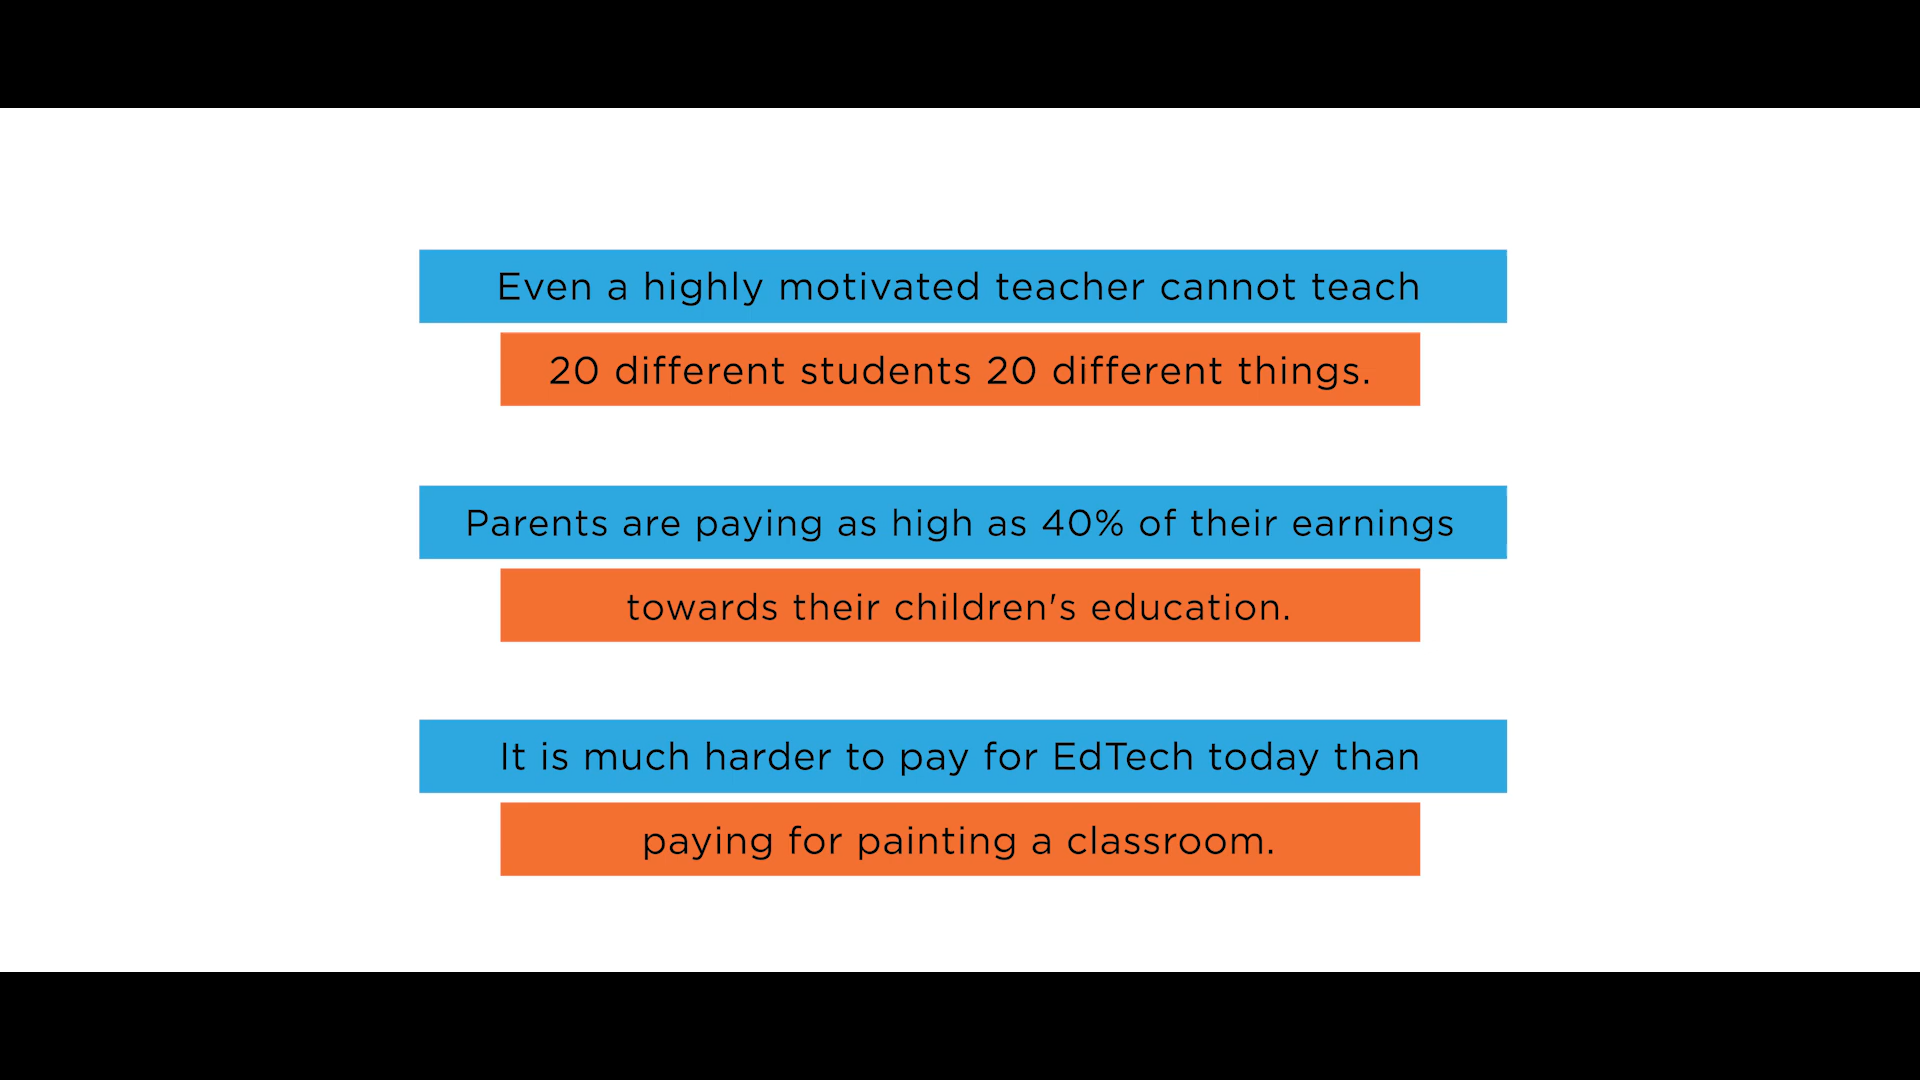 Even a highly motivated teacher cannot teach
20 different students 20 different things.
Parents are paying as high as 40% of their earnings
towards their children's education.
It is much harder to pay for EdTech today than
paying for painting a classroom.